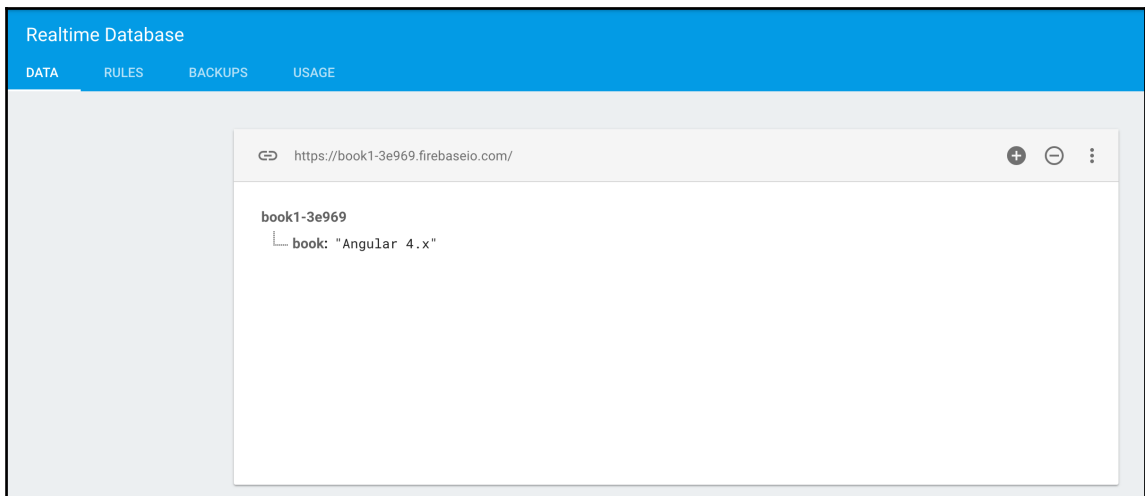 Realtime Database
DATA RULES BACKUPS USAGE
https://book1-3e969.firebaseio.com/
book1-3e969
book: "Angular 4.x"